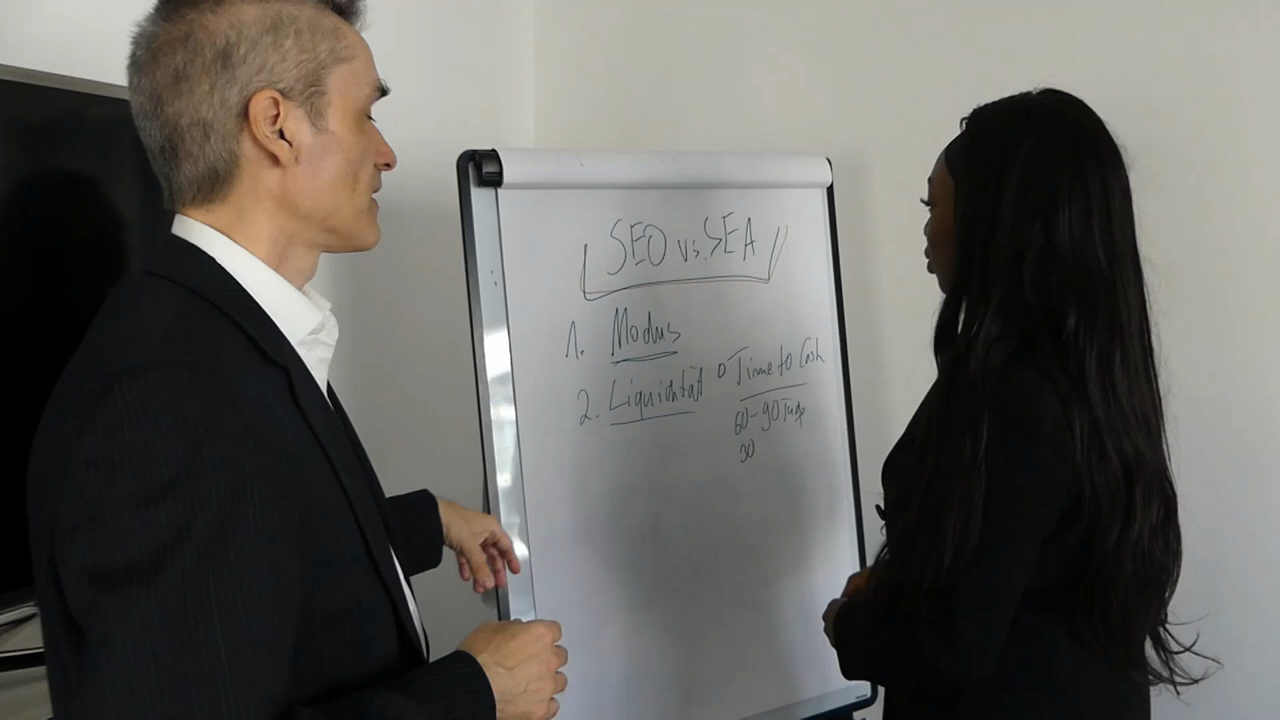 SEO vs. SEA
1. Modus
2. Liquidität
Time to Cash
60-90 Tage
30